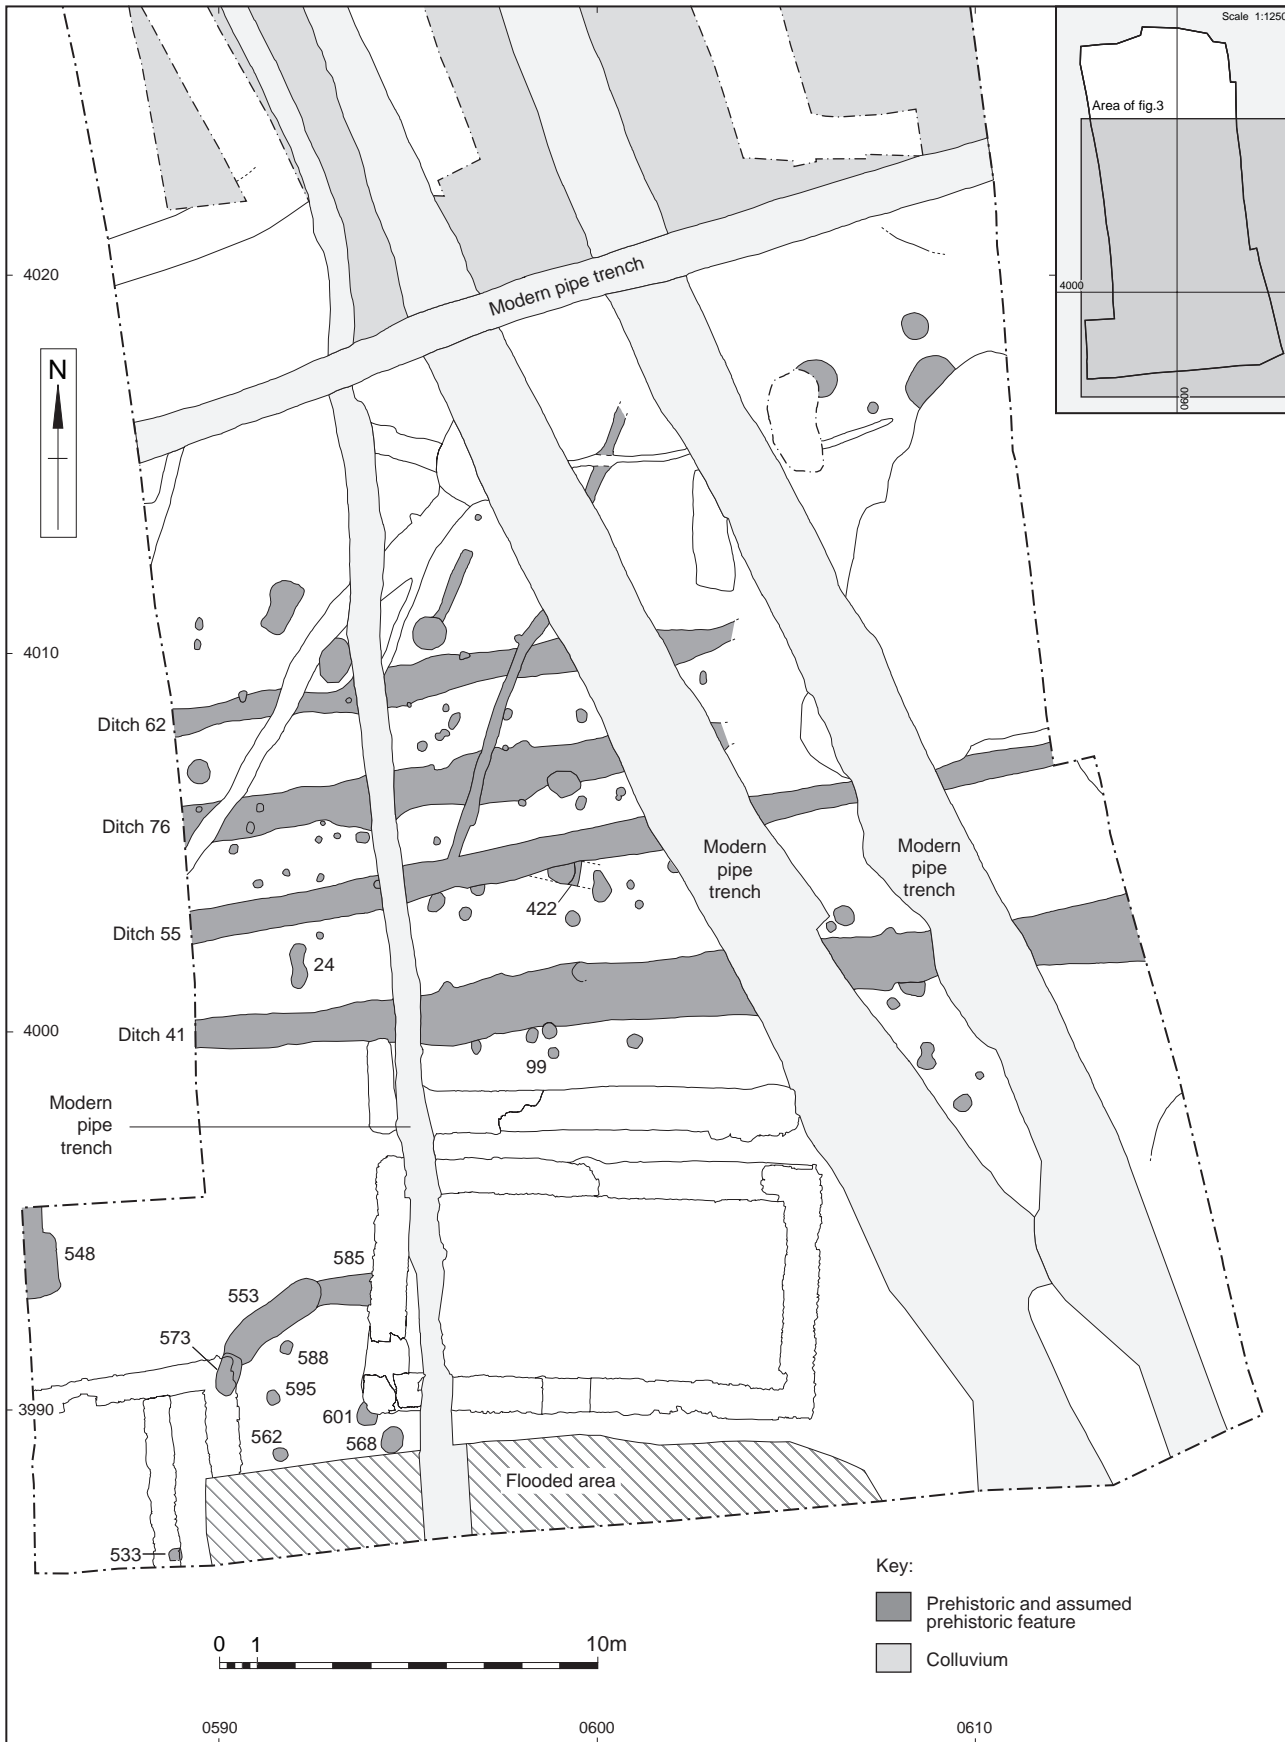 Scale 1:1250
Area of fig.3
4000
0600
4020
Modern pipe trench
N
4010
Ditch 62
Ditch 76
Modern
pipe
trench
Modern
pipe
trench
422
Ditch 55
24
4000
Ditch 41
99
Modern
pipe
trench
548
585
553
573
588
595
3990
601
562
568
Flooded area
533
Key:
Prehistoric and assumed
prehistoric feature
Colluvium
0 1 10m
0590 0600 0610